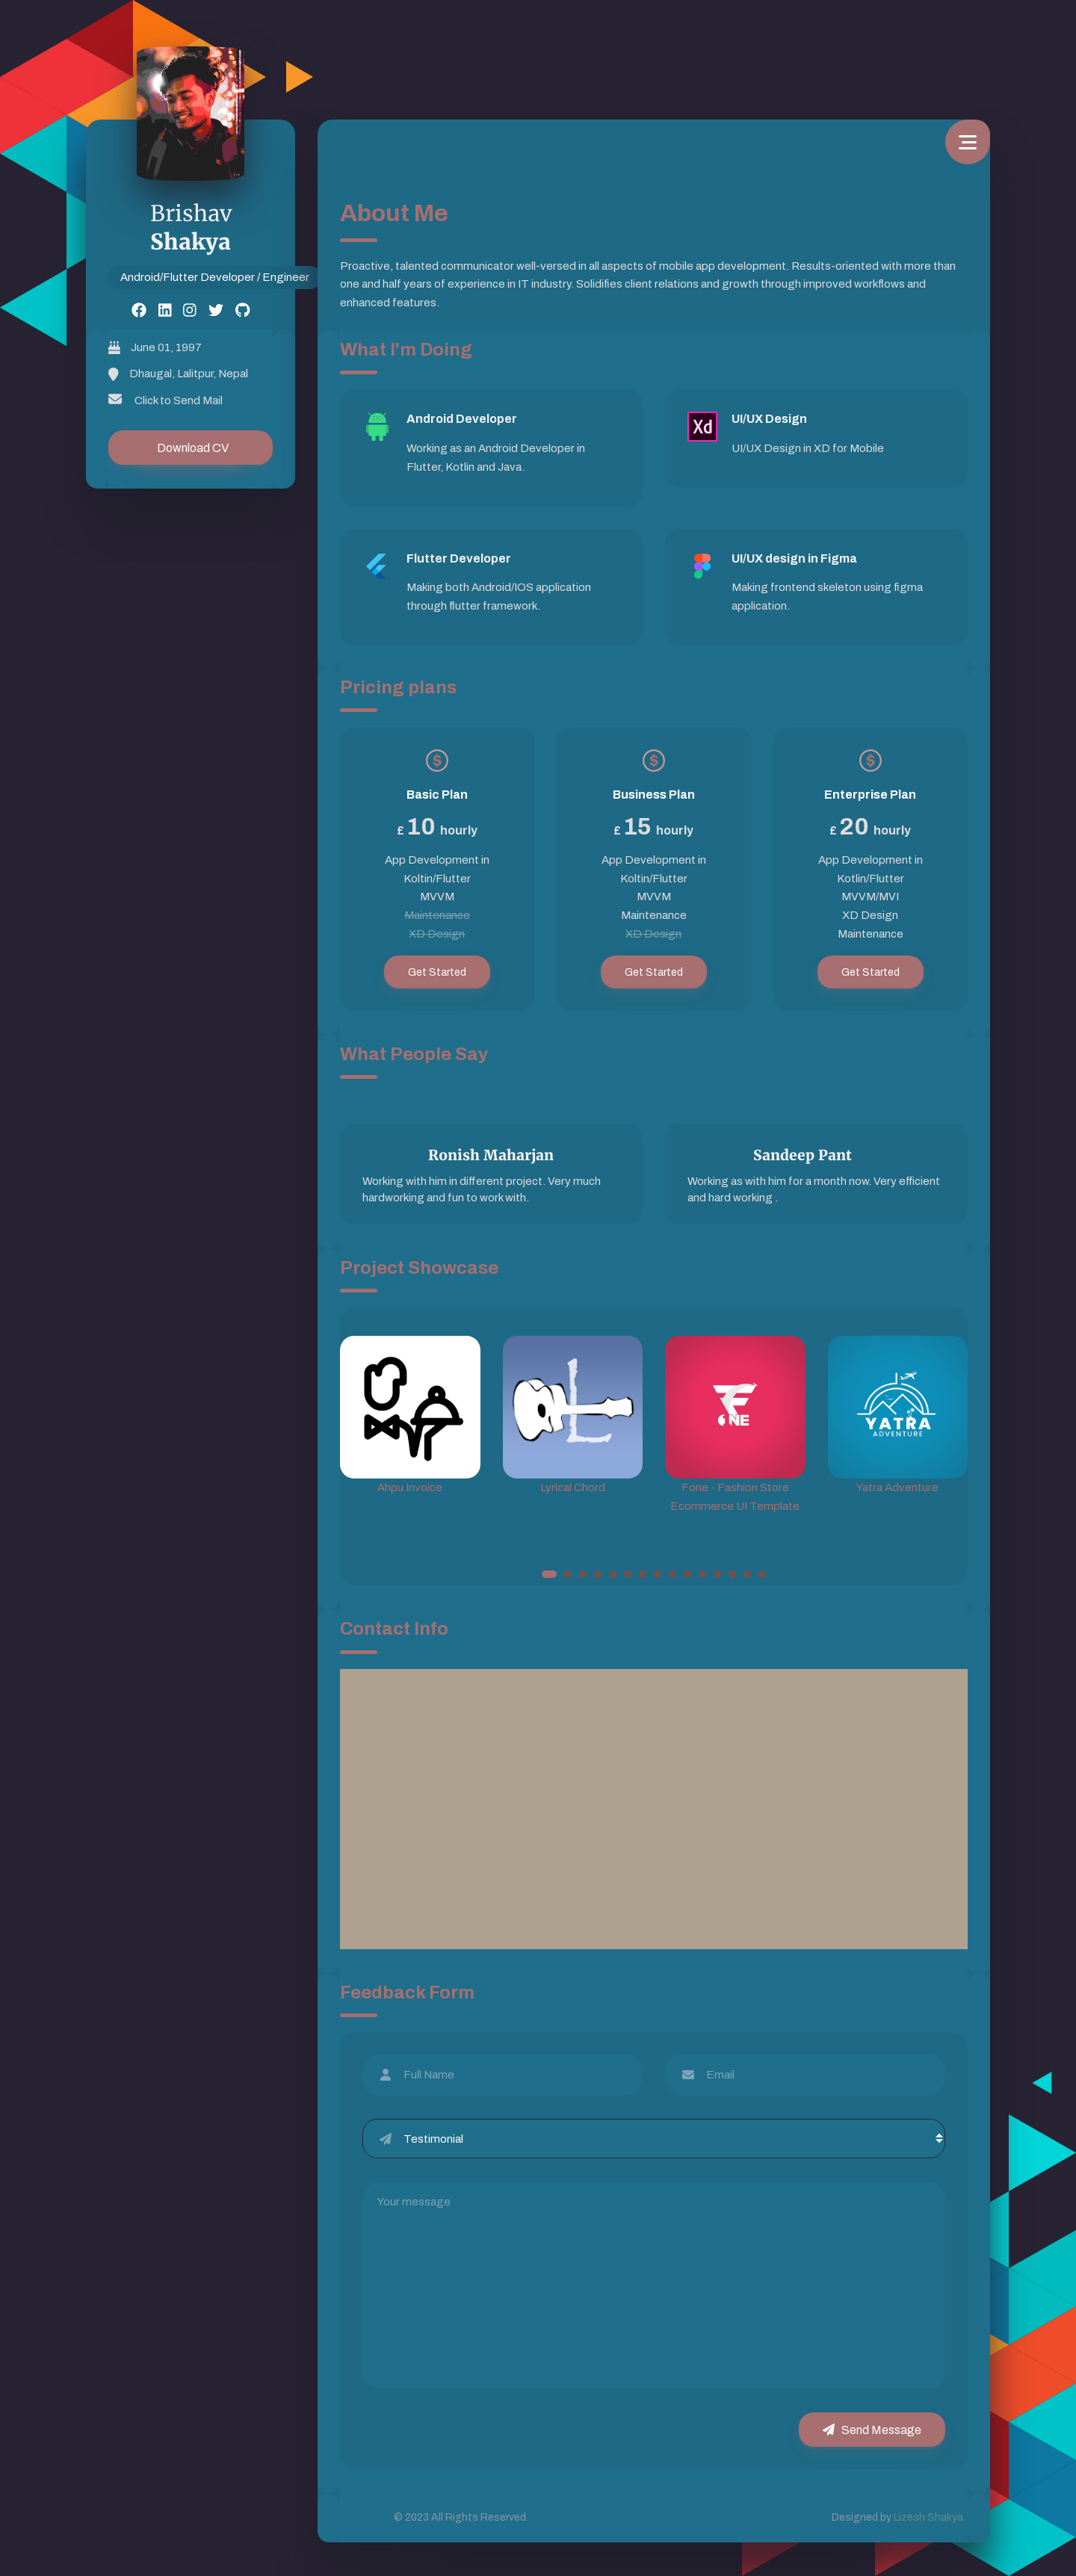 Brishav
Shakya
Android/Flutter Developer / Engineer
June 01, 1997
Dhaugal, Lalitpur, Nepal
Click to Send Mail
Download CV
About Me
Proactive, talented communicator well-versed in all aspects of mobile app development. Results-oriented with more than
one and half years of experience in IT industry. Solidifies client relations and growth through improved workflows and
enhanced features.
What I'm Doing
Android Developer
Working as an Android Developer in
Flutter, Kotlin and Java.
Xd
UI/UX Design
UI/UX Design in XD for Mobile
Flutter Developer
Making both Android/IOS application
through flutter framework.
UI/UX design in Figma
Making frontend skeleton using figma
application.
Pricing plans
$
Basic Plan
£ 10 hourly
App Development in
Koltin/Flutter
MVVM
Maintenance
XD Design
Get Started
$
Business Plan
£ 15 hourly
App Development in
Koltin/Flutter
MVVM
Maintenance
XD Design
Get Started
$
Enterprise Plan
£ 20 hourly
App Development in
Kotlin/Flutter
MVVM/MVI
XD Design
Maintenance
Get Started
What People Say
Ronish Maharjan
Working with him in different project. Very much
hardworking and fun to work with.
Sandeep Pant
Working as with him for a month now. Very efficient
and hard working .
Project Showcase
Ahpu Invoice
L
Lyrical Chord
F
ONE
Fone - Fashion Store
Ecommerce UI Template
YATRA
ADVENTURE
Yatra Adventure
Contact Info
Feedback Form
Full Name
Email
Testimonial
Your message
Send Message
© 2023 All Rights Reserved.
Designed by Lizesh Shakya.